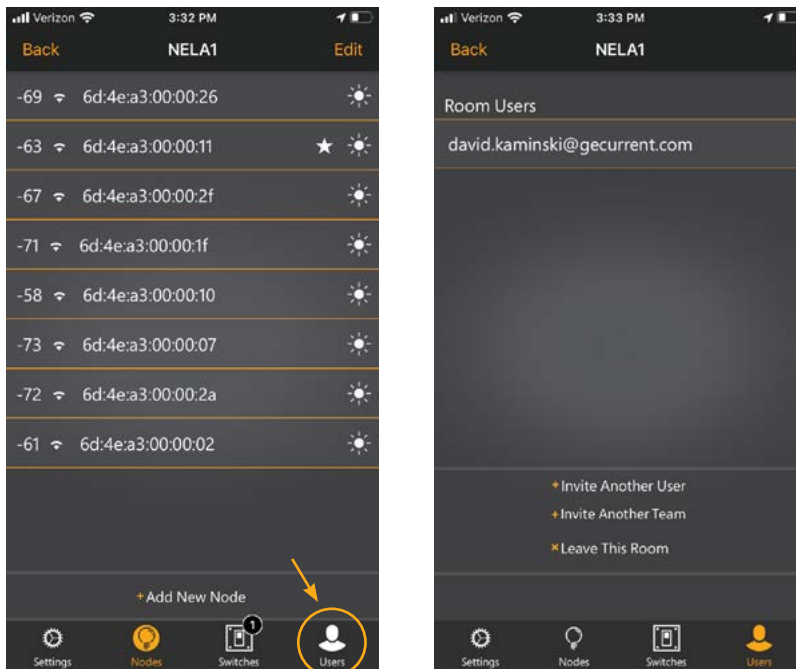 Verizon 3:32 PM
Back NELA1 Edit
-69 6d:4e:a3:00:00:26
-63 6d:4e:a3:00:00:11
-67 6d:4e:a3:00:00:2f
-71 6d:4e:a3:00:00:1f
-58 6d:4e:a3:00:00:10
-73 6d:4e:a3:00:00:07
-72 6d:4e:a3:00:00:2a
-61 6d:4e:a3:00:00:02
+Add New Node
1
Settings Nodes Switches Users
Verizon 3:33 PM
Back NELA1
Room Users
david.kaminski@gecurrent.com
+Invite Another User
+Invite Another Team
×Leave This Room
Settings Nodes Switches Users